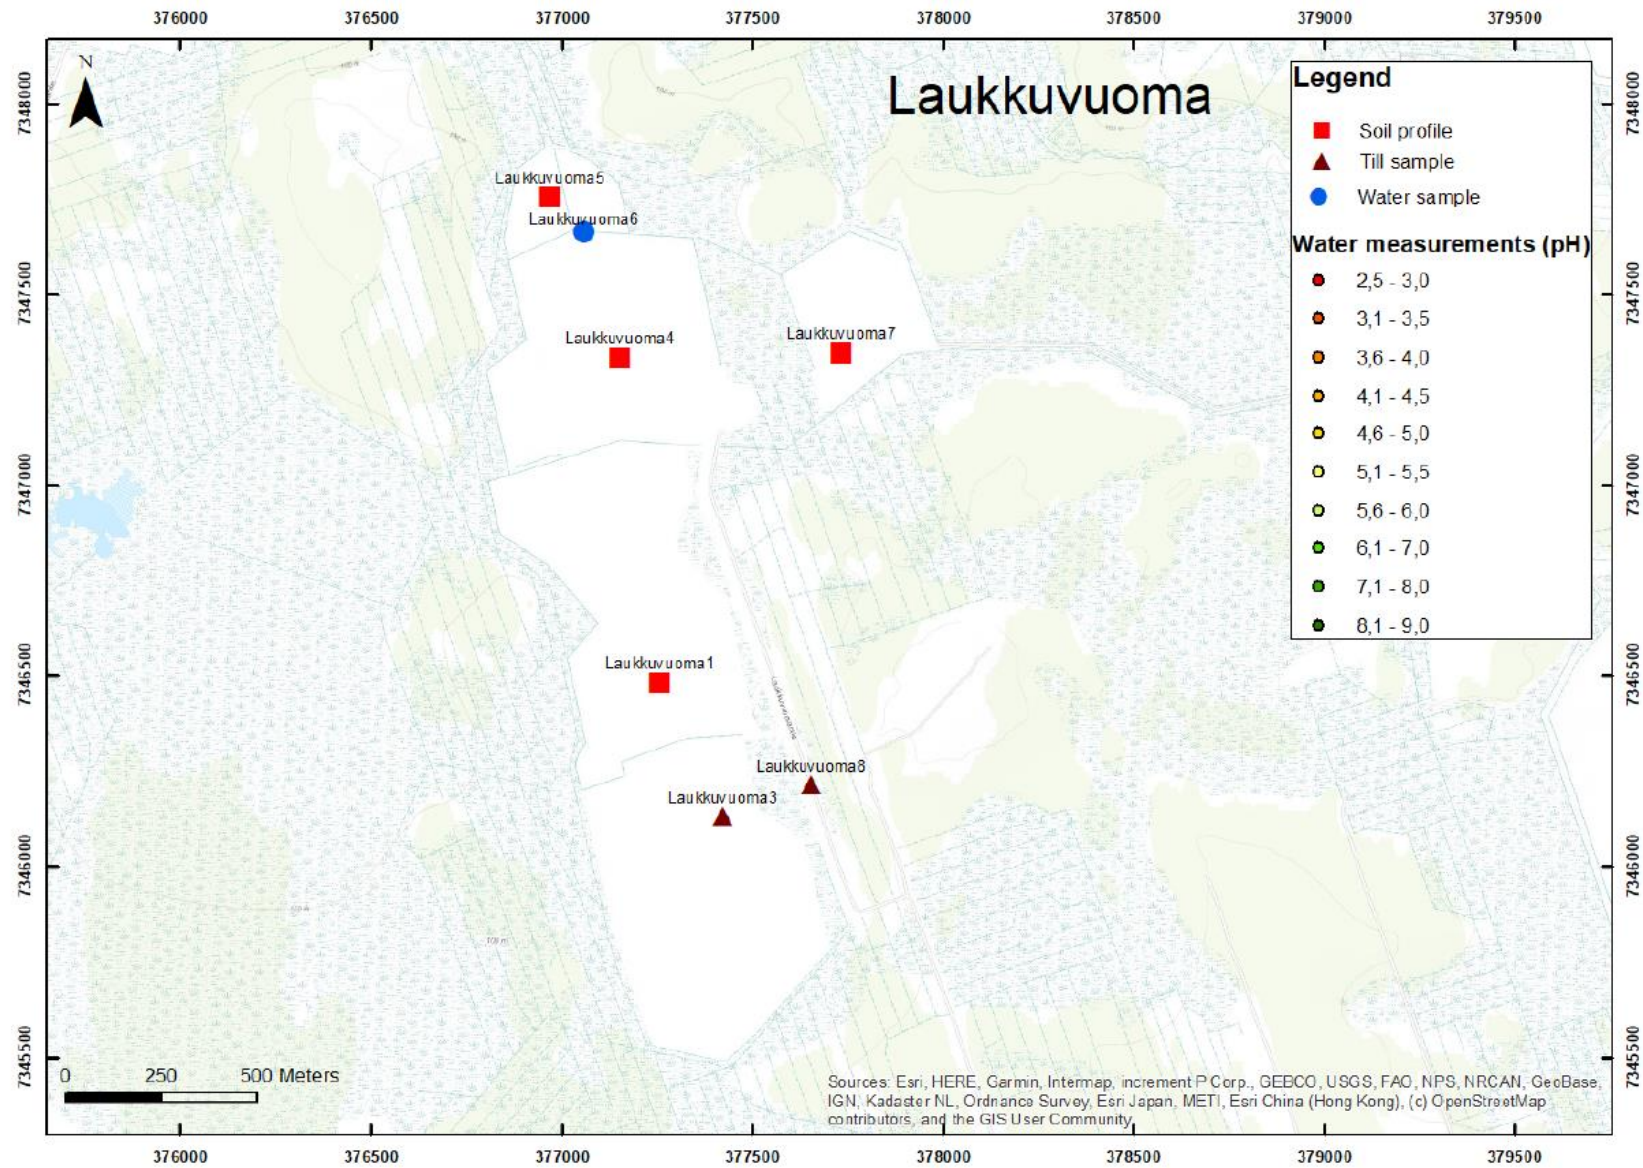 376000 376500 377000 377500 378000 378500 379000 379500
N
Laukkuvuoma
7348000
7348000
7347500
7347500
7347000
7347000
7346500
7346500
7346000
7346000
7345500
7345500
Legend
Soil profile
Till sample
Water sample
Water measurements (pH)
2,5 - 3,0
3,1 - 3,5
3,6 - 4,0
4,1 - 4,5
4,6 - 5,0
5,1 - 5,5
5,6 - 6,0
6,1 - 7,0
7,1 - 8,0
8,1 - 9,0
Laukkuvuoma5
Laukkuvuoma6
Laukkuvuoma4
Laukkuvuoma7
Laukkuvuoma1
Laukkuvuoma8
Laukkuvuoma3
0 250 500 Meters
Sources: Esri, HERE, Garmin, Intermap, increment P Corp., GEBCO, USGS, FAO, NPS, NRCAN, GeoBase,
IGN, Kadaster NL, Ordnance Survey, Esri Japan, METI, Esri China (Hong Kong), (c) OpenStreetMap
contributors, and the GIS User Community
376000 376500 377000 377500 378000 378500 379000 379500